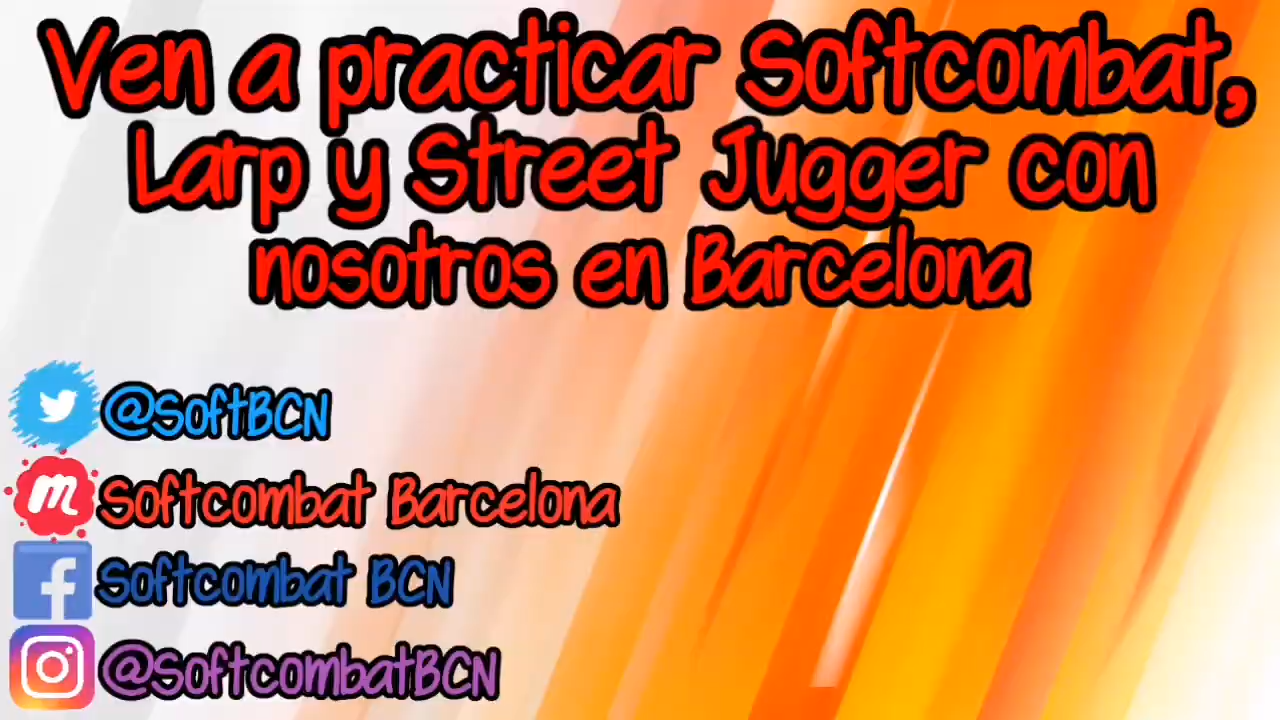 Ven a practicar Softcombat,
Larp y Street Jugger con
nosotros en Barcelona
@SoftBCN
Softcombat Barcelona
Softcombat BCN
@SoftcombatBCN